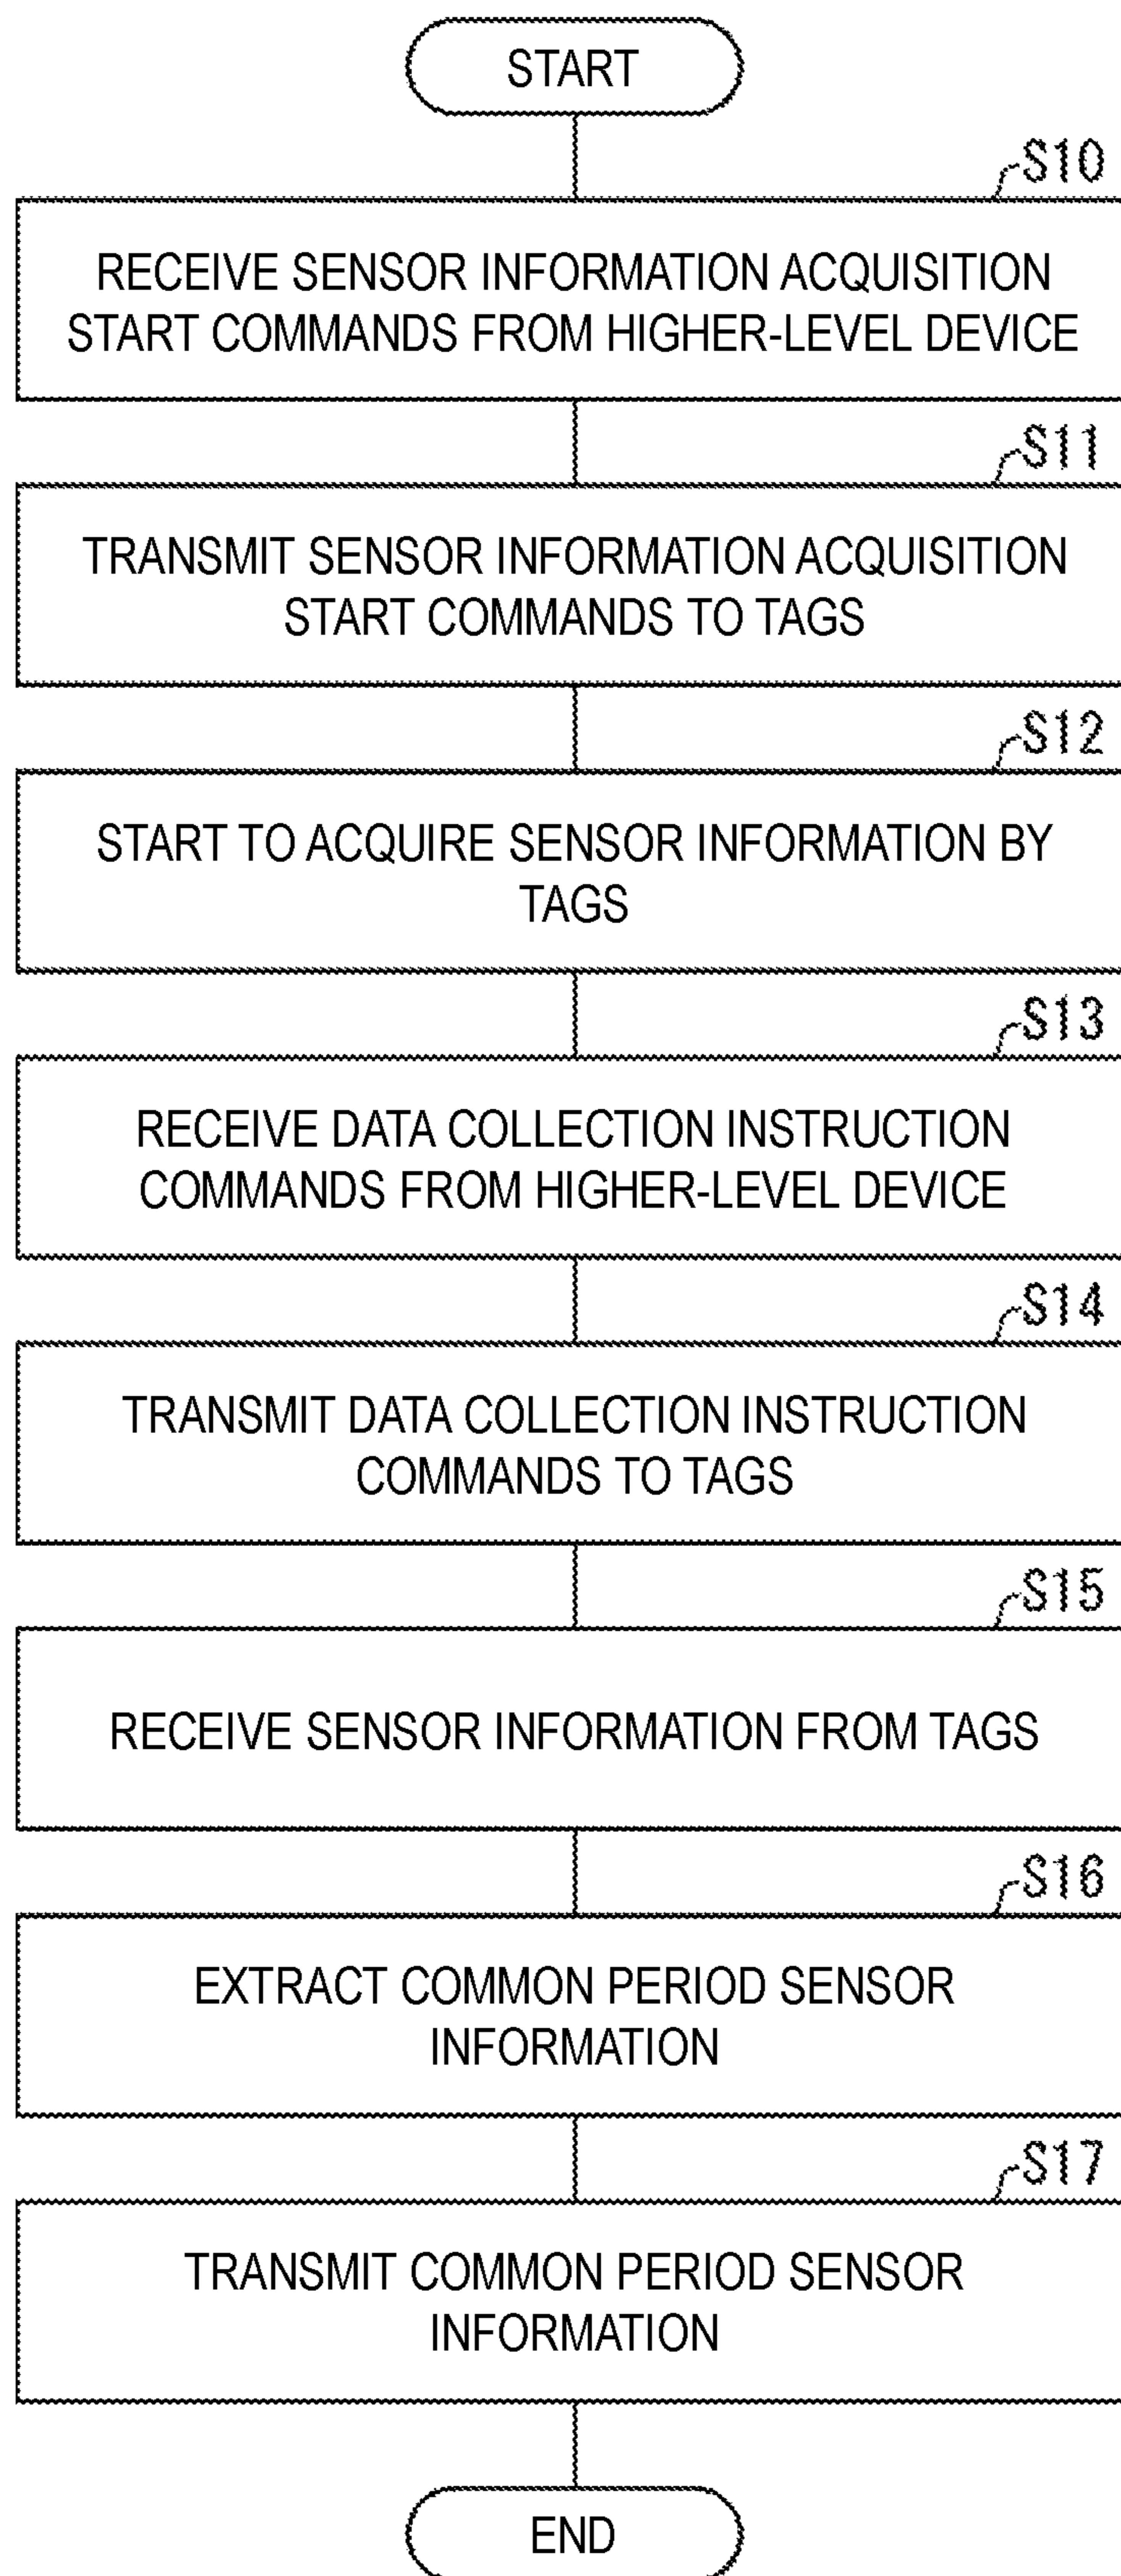 START
S10
RECEIVE SENSOR INFORMATION ACQUISITION
START COMMANDS FROM HIGHER-LEVEL DEVICE
S11
TRANSMIT SENSOR INFORMATION ACQUISITION
START COMMANDS TO TAGS
S12
START TO ACQUIRE SENSOR INFORMATION BY
TAGS
S13
RECEIVE DATA COLLECTION INSTRUCTION
COMMANDS FROM HIGHER-LEVEL DEVICE
S14
TRANSMIT DATA COLLECTION INSTRUCTION
COMMANDS TO TAGS
S15
RECEIVE SENSOR INFORMATION FROM TAGS
S16
EXTRACT COMMON PERIOD SENSOR
INFORMATION
S17
TRANSMIT COMMON PERIOD SENSOR
INFORMATION
END